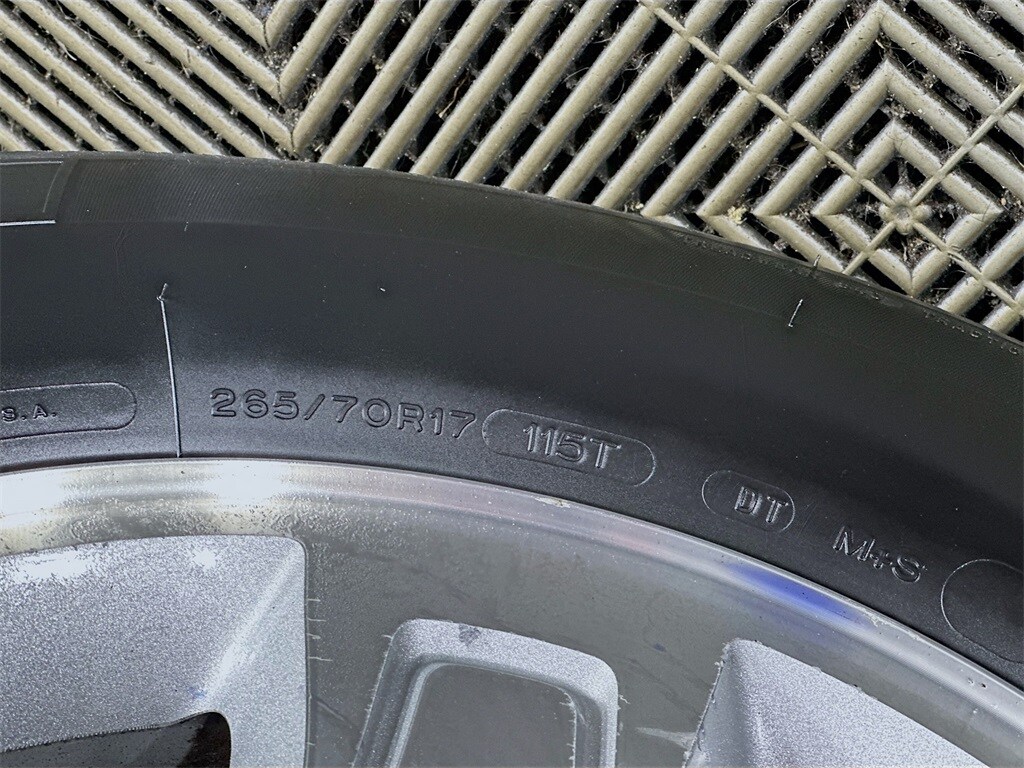 S.A.
265/70R17 115T
DT
M+S